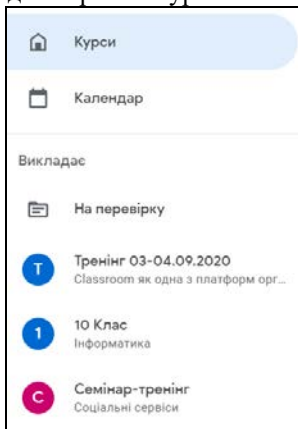 Курси
Календар
Викладає
На перевірку
Т
Тренінг 03-04.09.2020
Classroom як одна з платформ орг...
1
10 Клас
Інформатика
С
Семінар-тренінг
Соціальні сервіси